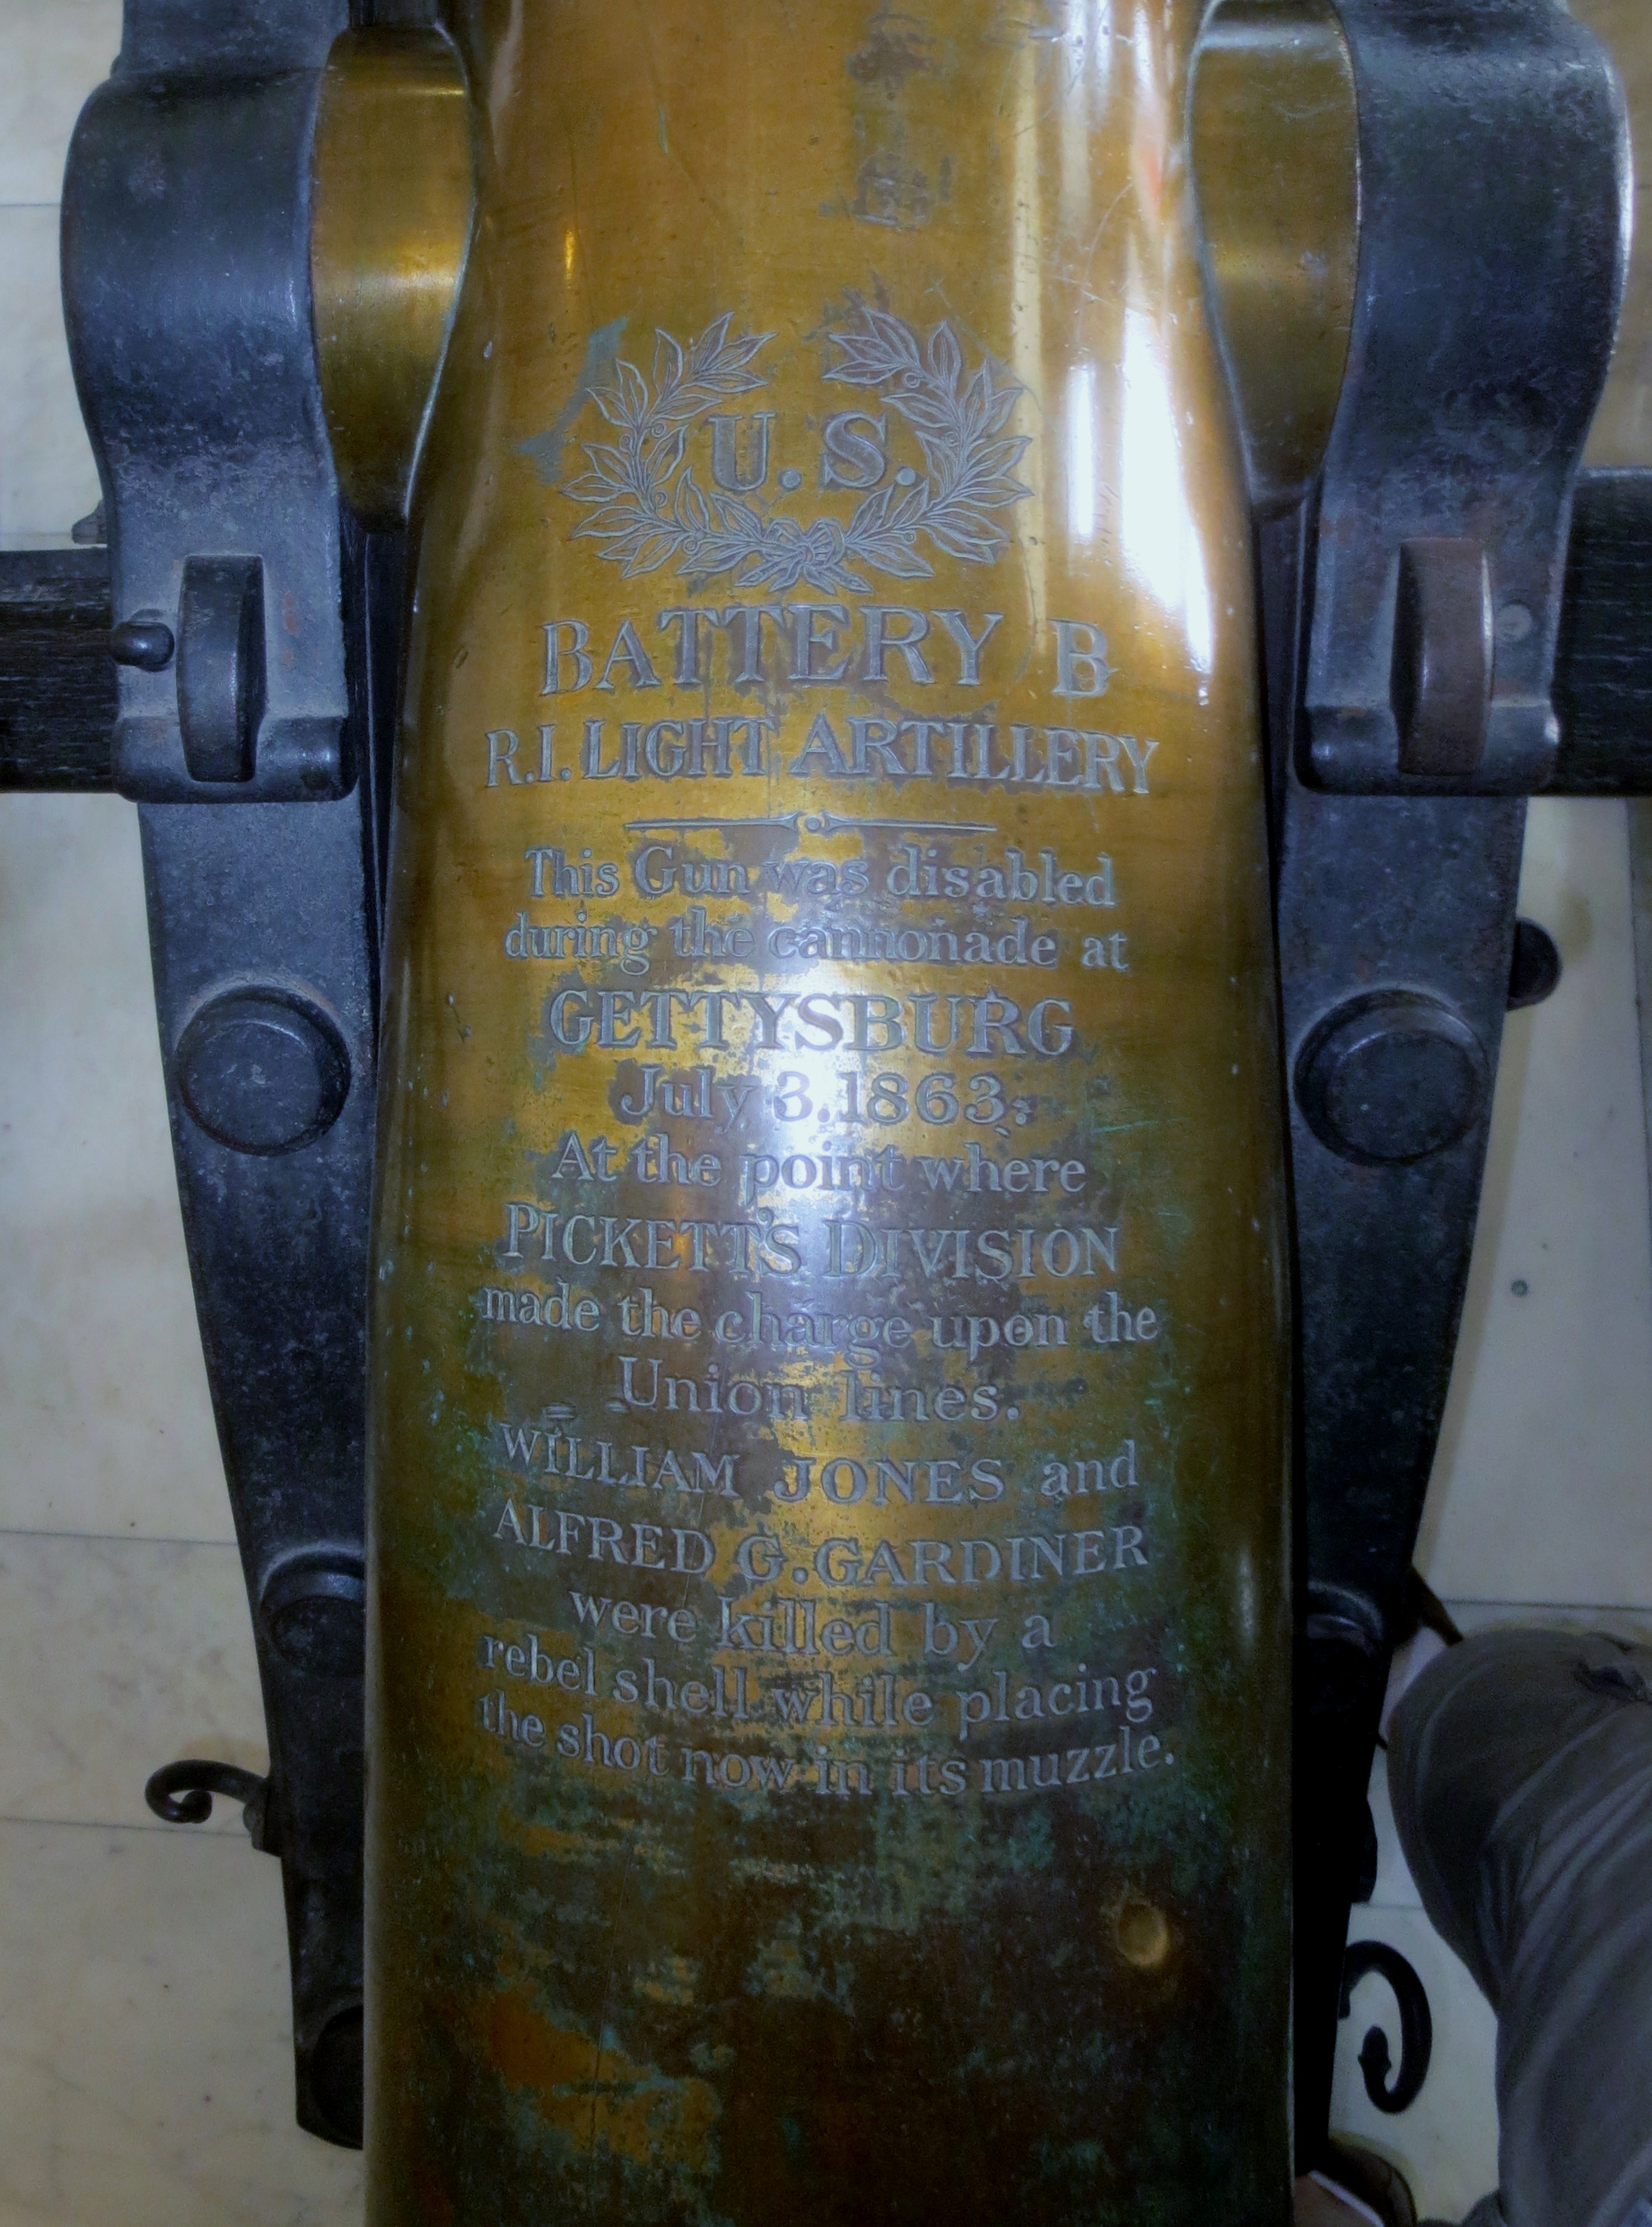 U.S.
BATTERY B
R.I. LIGHT ARTILLERY
This Gun was disabled
during the cannonade at
GETTYSBURG
July 3.1863:
At the point where
PICKETT'S DIVISION
made the charge upon the
Union lines.
WILLIAM JONES and
ALFRED G. GARDINER
were killed by a
rebel shell while placing
the shot now in its muzzle.